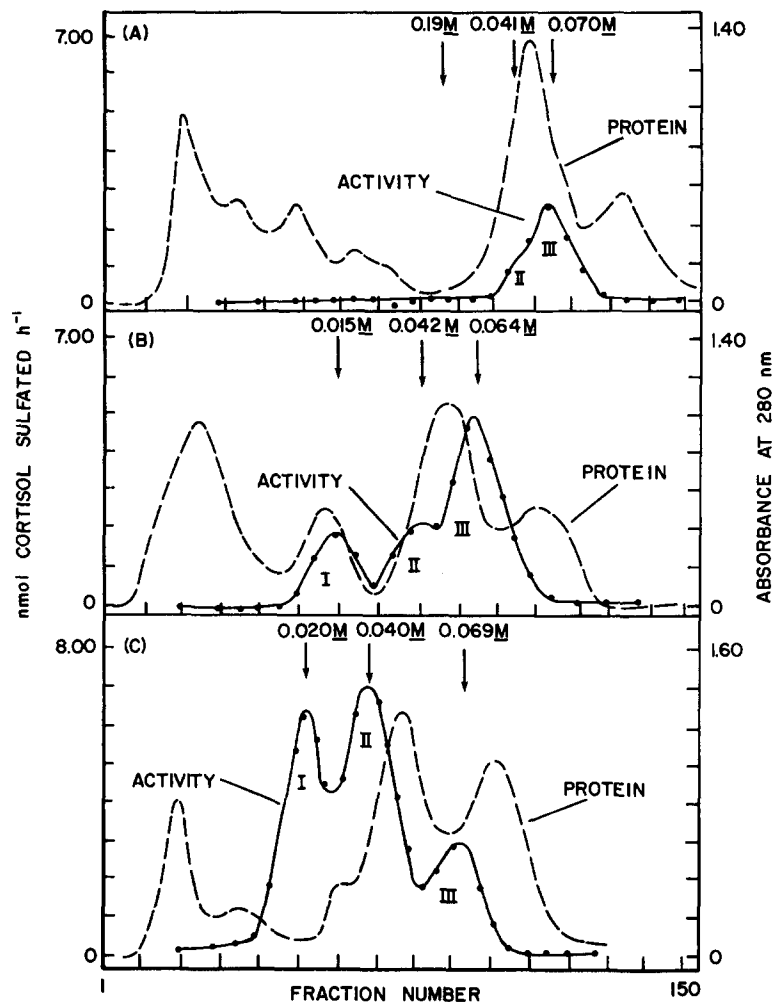 (A)
0.19M 0.041M 0.070M
7.00
1.40
PROTEIN
ACTIVITY
III
II
0
0
(B)
0.015M 0.042M 0.064M
7.00
1.40
ACTIVITY
PROTEIN
III
II
I
0
0
(C)
0.020M 0.040M 0.069M
8.00
1.60
II
I
ACTIVITY
PROTEIN
III
0
0
1
150
FRACTION NUMBER
nmol CORTISOL SULFATED h⁻¹
ABSORBANCE AT 280 nm